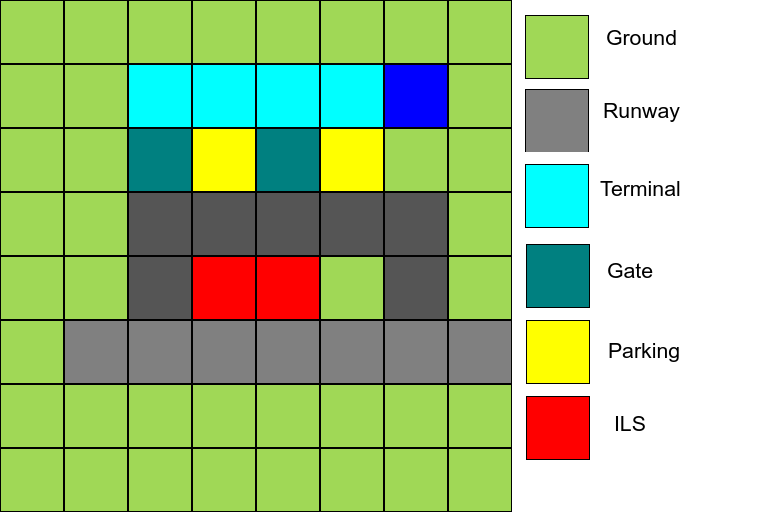 Ground
Runway
Terminal
Gate
Parking
ILS